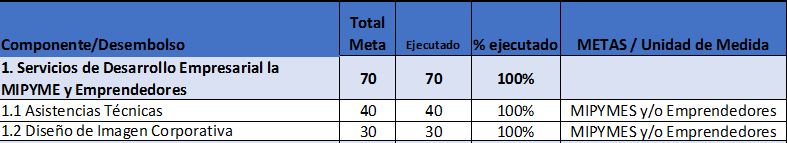 Componente/Desembolso Total Meta Ejecutado % ejecutado METAS / Unidad de Medida
1. Servicios de Desarrollo Empresarial la MIPYME y Emprendedores 70 70 100%
1.1 Asistencias Técnicas 40 40 100% MIPYMES y/o Emprendedores
1.2 Diseño de Imagen Corporativa 30 30 100% MIPYMES y/o Emprendedores